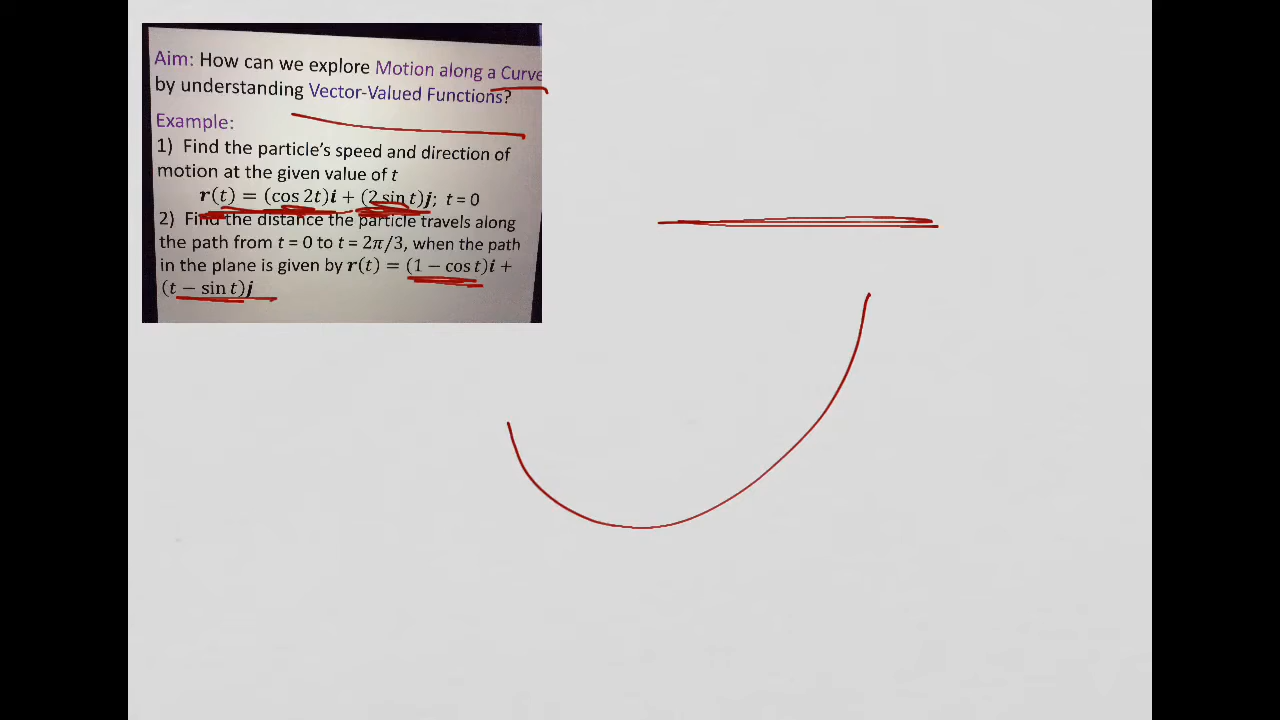 Aim: How can we explore Motion along a Curve
by understanding Vector-Valued Functions?
Example:
1) Find the particle's speed and direction of
motion at the given value of t
r(t) = (cos 2t)i + (2 sin t)j; t = 0
2) Find the distance the particle travels along
the path from t = 0 to t = 2π/3, when the path
in the plane is given by r(t) = (1 − cos t)i +
(t − sin t)j